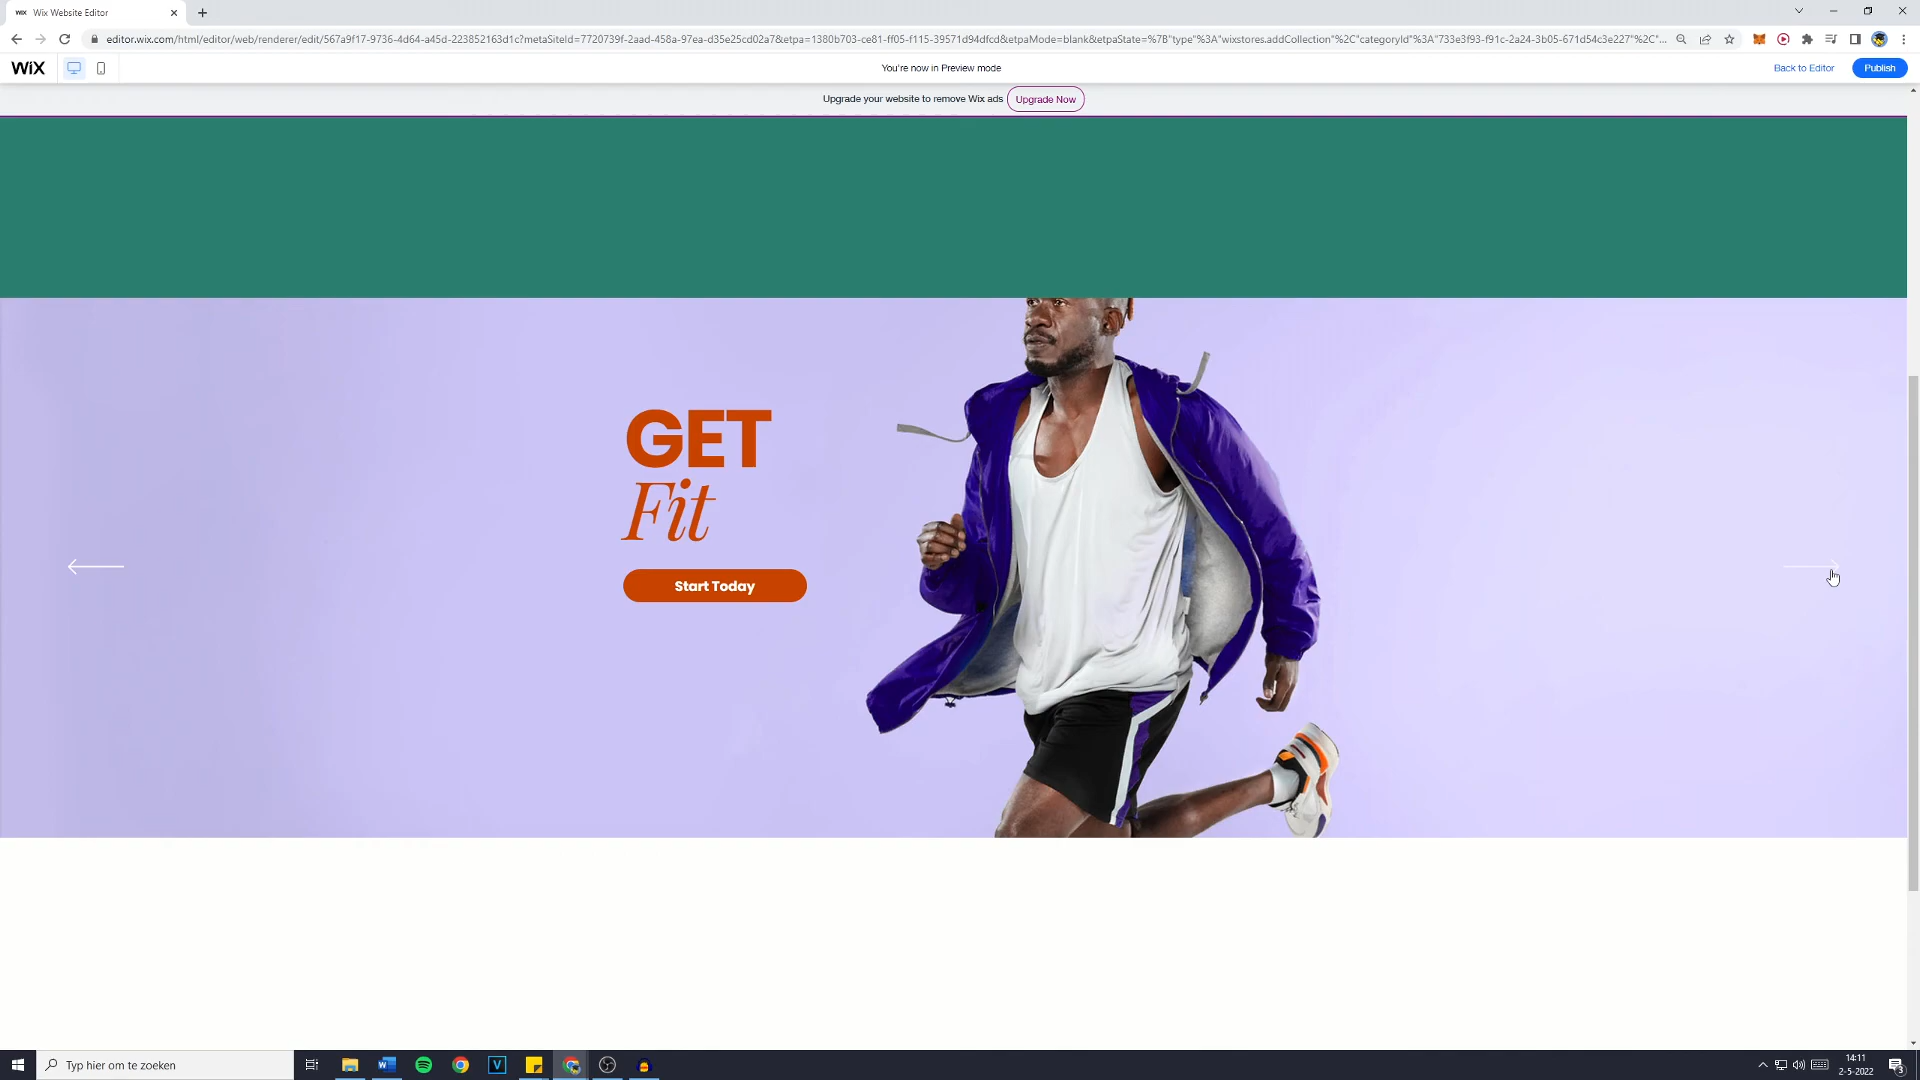 WiX Wix Website Editor
editor.wix.com/html/editor/web/renderer/edit/567a9f17-9736-4d64-a45d-223852163d1c?metaSiteId=7720739f-2aad-458a-97ea-d35e25cd02a7&etpa=1380b703-ce81-ff05-f115-39571d94dfcd&etpaMode=blank&etpaState=%7B"type"%3A"wixstores.addCollection"%2C"categoryId"%3A"733e3f93-f91c-2a24-3b05-671d54c3e227"%2C"...
WiX You're now in Preview mode Back to Editor Publish
Upgrade your website to remove Wix ads Upgrade Now
GET
Fit
Start Today
Typ hier om te zoeken
14:11
2-5-2022
3